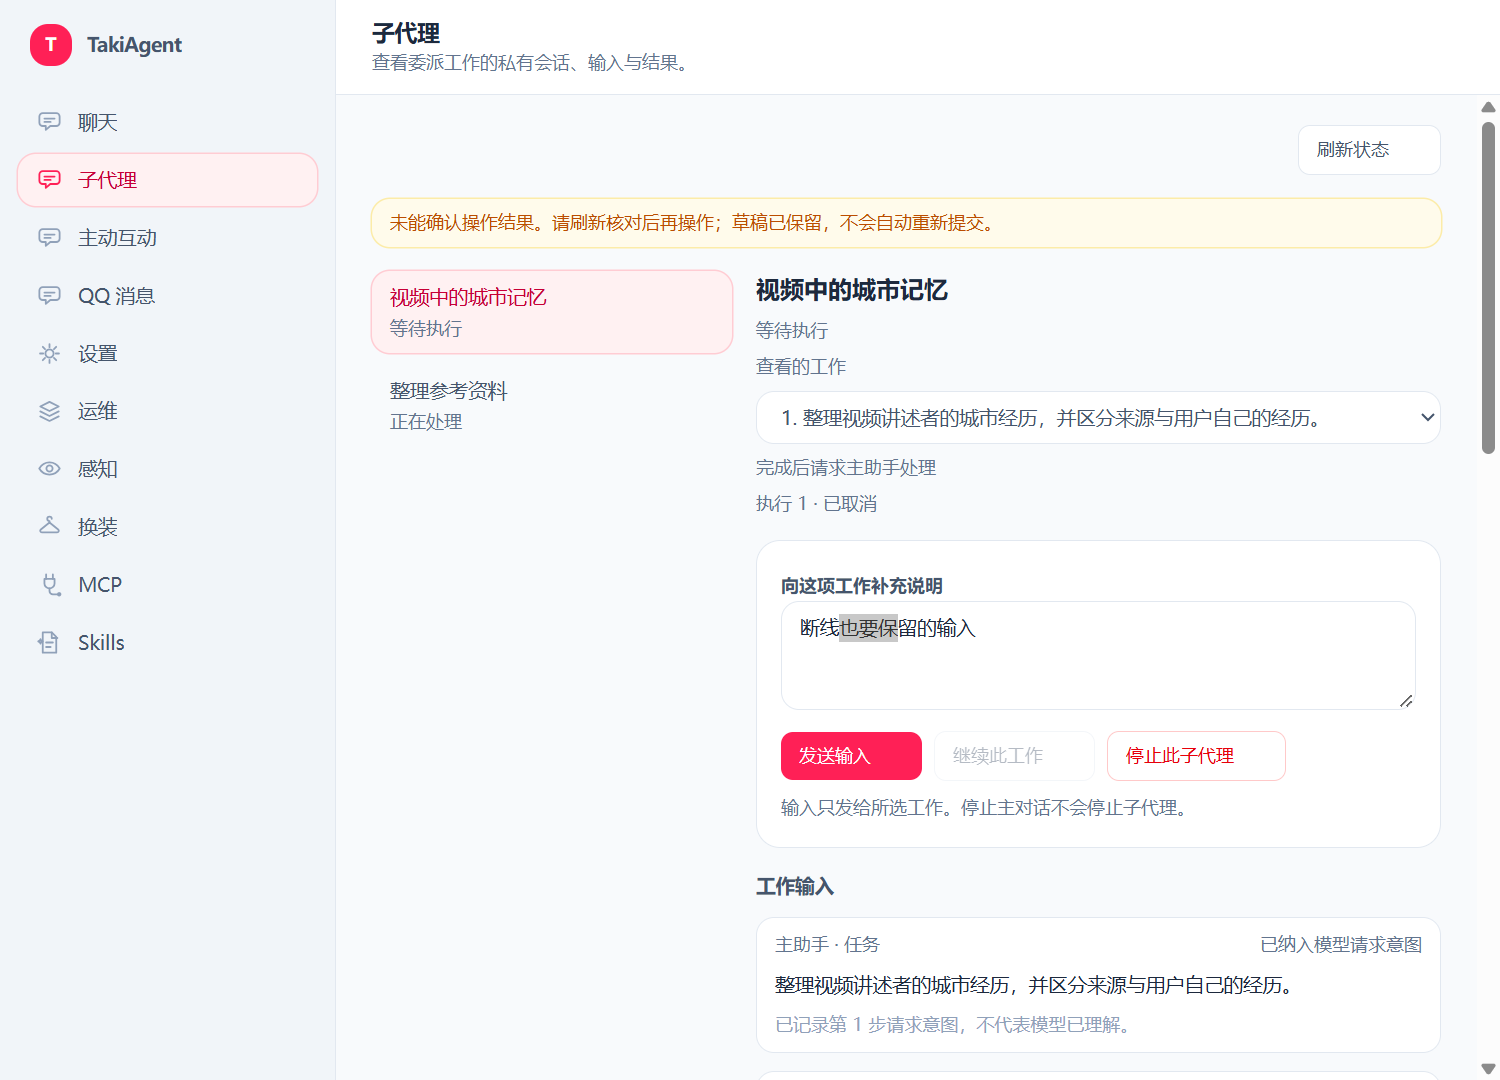 T
TakiAgent
聊天
子代理
主动互动
QQ 消息
设置
运维
感知
换装
MCP
Skills
子代理
查看委派工作的私有会话、输入与结果。
刷新状态
未能确认操作结果。请刷新核对后再操作；草稿已保留，不会自动重新提交。
视频中的城市记忆
等待执行
整理参考资料
正在处理
视频中的城市记忆
等待执行
查看的工作
1. 整理视频讲述者的城市经历，并区分来源与用户自己的经历。
完成后请求主助手处理
执行 1 · 已取消
向这项工作补充说明
断线也要保留的输入
发送输入
继续此工作
停止此子代理
输入只发给所选工作。停止主对话不会停止子代理。
工作输入
主助手 · 任务
已纳入模型请求意图
整理视频讲述者的城市经历，并区分来源与用户自己的经历。
已记录第 1 步请求意图，不代表模型已理解。